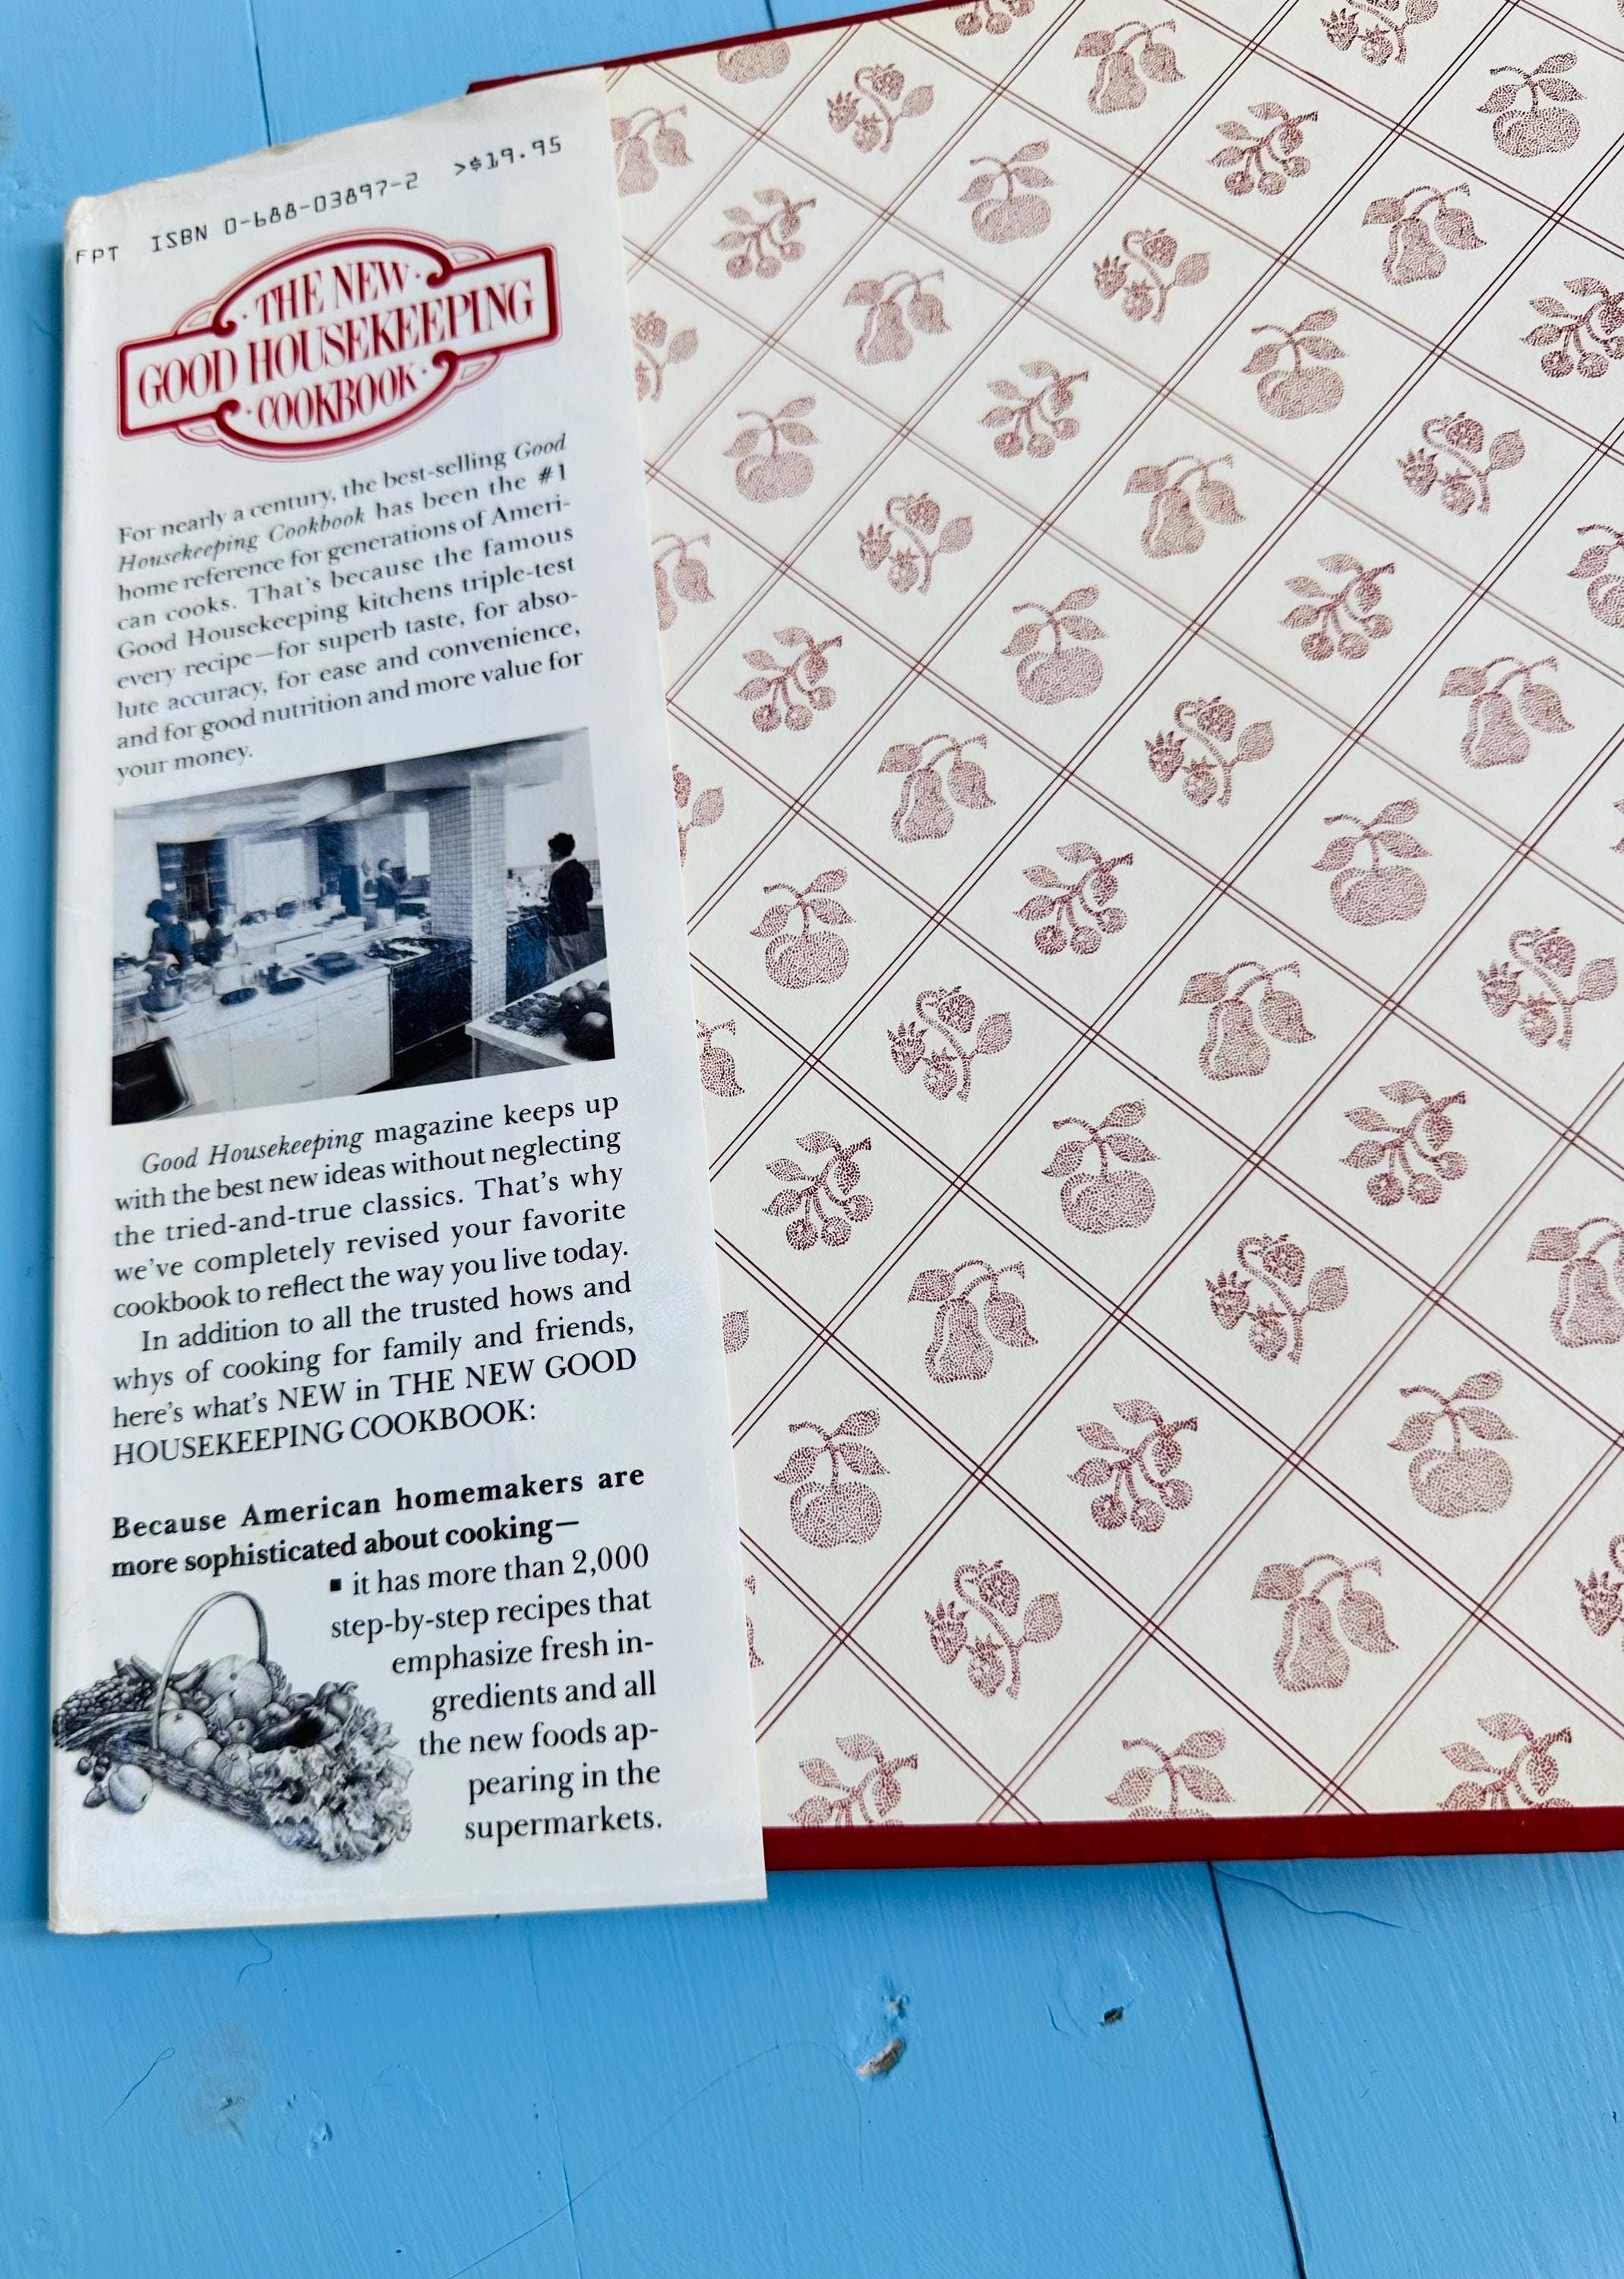 FPT ISBN 0-688-03897-2 >$19.95
·THE NEW·
GOOD HOUSEKEEPING
·COOKBOOK·
For nearly a century, the best-selling Good
Housekeeping Cookbook has been the #1
home reference for generations of Ameri-
can cooks. That's because the famous
Good Housekeeping kitchens triple-test
every recipe—for superb taste, for abso-
lute accuracy, for ease and convenience,
and for good nutrition and more value for
your money.
Good Housekeeping magazine keeps up
with the best new ideas without neglecting
the tried-and-true classics. That's why
we've completely revised your favorite
cookbook to reflect the way you live today.
In addition to all the trusted hows and
whys of cooking for family and friends,
here's what's NEW in THE NEW GOOD
HOUSEKEEPING COOKBOOK:
Because American homemakers are
more sophisticated about cooking—
▪ it has more than 2,000
step-by-step recipes that
emphasize fresh in-
gredients and all
the new foods ap-
pearing in the
supermarkets.